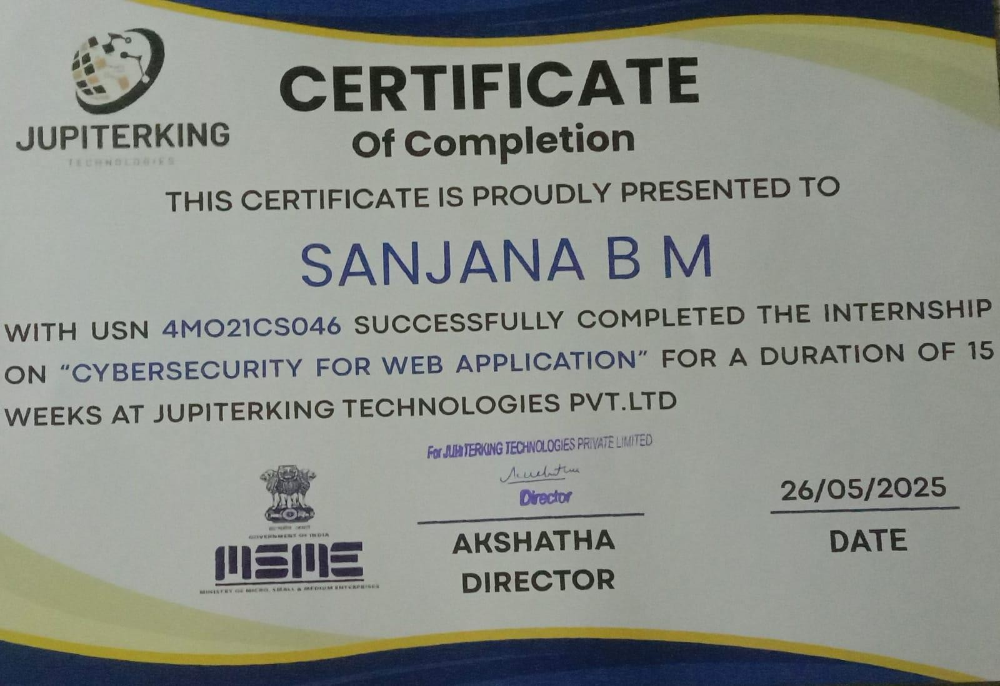 JUPITERKING
TECHNOLOGIES
CERTIFICATE
Of Completion
THIS CERTIFICATE IS PROUDLY PRESENTED TO
SANJANA B M
WITH USN 4MO21CS046 SUCCESSFULLY COMPLETED THE INTERNSHIP
ON “CYBERSECURITY FOR WEB APPLICATION” FOR A DURATION OF 15
WEEKS AT JUPITERKING TECHNOLOGIES PVT.LTD
For JUPITERKING TECHNOLOGIES PRIVATE LIMITED
Director
AKSHATHA
DIRECTOR
26/05/2025
DATE
GOVERNMENT OF INDIA
MSME
MINISTRY OF MICRO, SMALL & MEDIUM ENTERPRISES